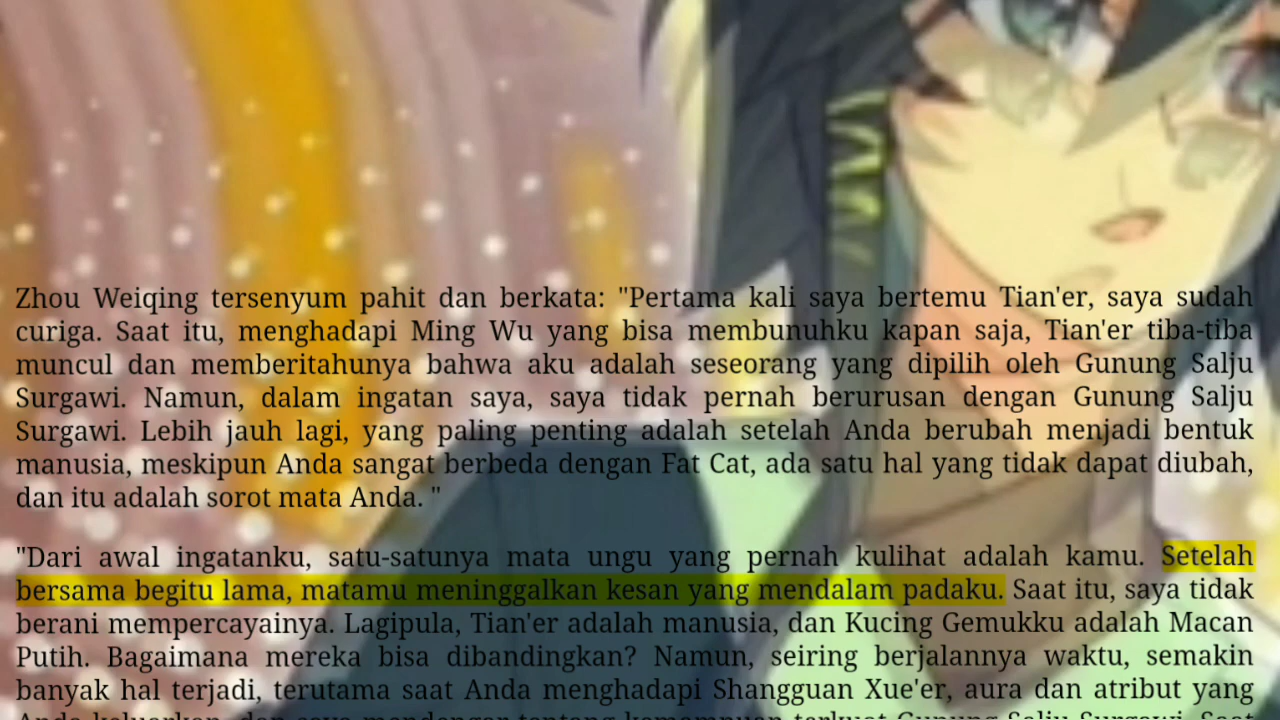 Zhou Weiqing tersenyum pahit dan berkata: "Pertama kali saya bertemu Tian'er, saya sudah
curiga. Saat itu, menghadapi Ming Wu yang bisa membunuhku kapan saja, Tian'er tiba-tiba
muncul dan memberitahunya bahwa aku adalah seseorang yang dipilih oleh Gunung Salju
Surgawi. Namun, dalam ingatan saya, saya tidak pernah berurusan dengan Gunung Salju
Surgawi. Lebih jauh lagi, yang paling penting adalah setelah Anda berubah menjadi bentuk
manusia, meskipun Anda sangat berbeda dengan Fat Cat, ada satu hal yang tidak dapat diubah,
dan itu adalah sorot mata Anda. "
"Dari awal ingatanku, satu-satunya mata ungu yang pernah kulihat adalah kamu. Setelah
bersama begitu lama, matamu meninggalkan kesan yang mendalam padaku. Saat itu, saya tidak
berani mempercayainya. Lagipula, Tian'er adalah manusia, dan Kucing Gemukku adalah Macan
Putih. Bagaimana mereka bisa dibandingkan? Namun, seiring berjalannya waktu, semakin
banyak hal terjadi, terutama saat Anda menghadapi Shangguan Xue'er, aura dan atribut yang